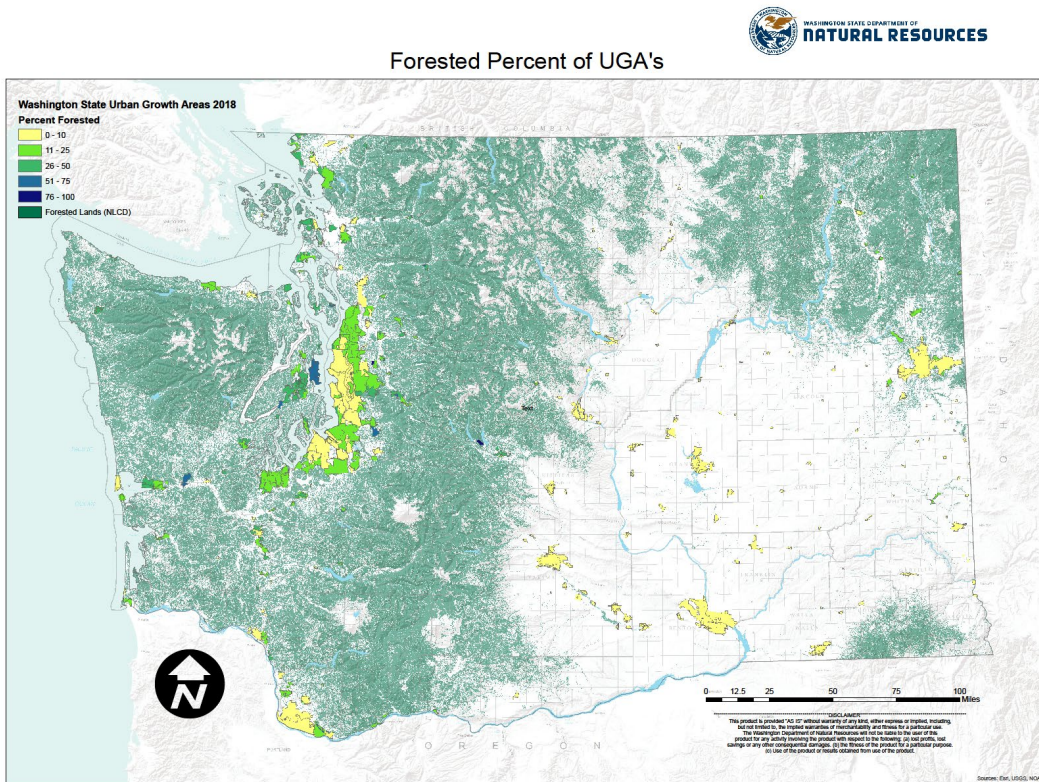 WASHINGTON STATE DEPARTMENT OF
NATURAL RESOURCES
Forested Percent of UGA's
Washington State Urban Growth Areas 2018
Percent Forested
0 - 10
11 - 25
26 - 50
51 - 75
76 - 100
Forested Lands (NLCD)
BRITISH COLUMBIA
IDAHO
Text
N
0 12.5 25 50 75 100
Miles
DISCLAIMER
This product is provided "AS IS" without warranty of any kind, either express or implied, including,
but not limited to, the implied warranties of merchantability and fitness for a particular use.
The Washington Department of Natural Resources will not be liable to the user of this
product for any activity involving the product with respect to the following: (a) lost profits, lost
savings or any other consequential damages. (b) the fitness of the product for a particular purpose.
(c) Use of the product or results obtained from use of the product.
OREGON
Sources: Esri, USGS, NOA